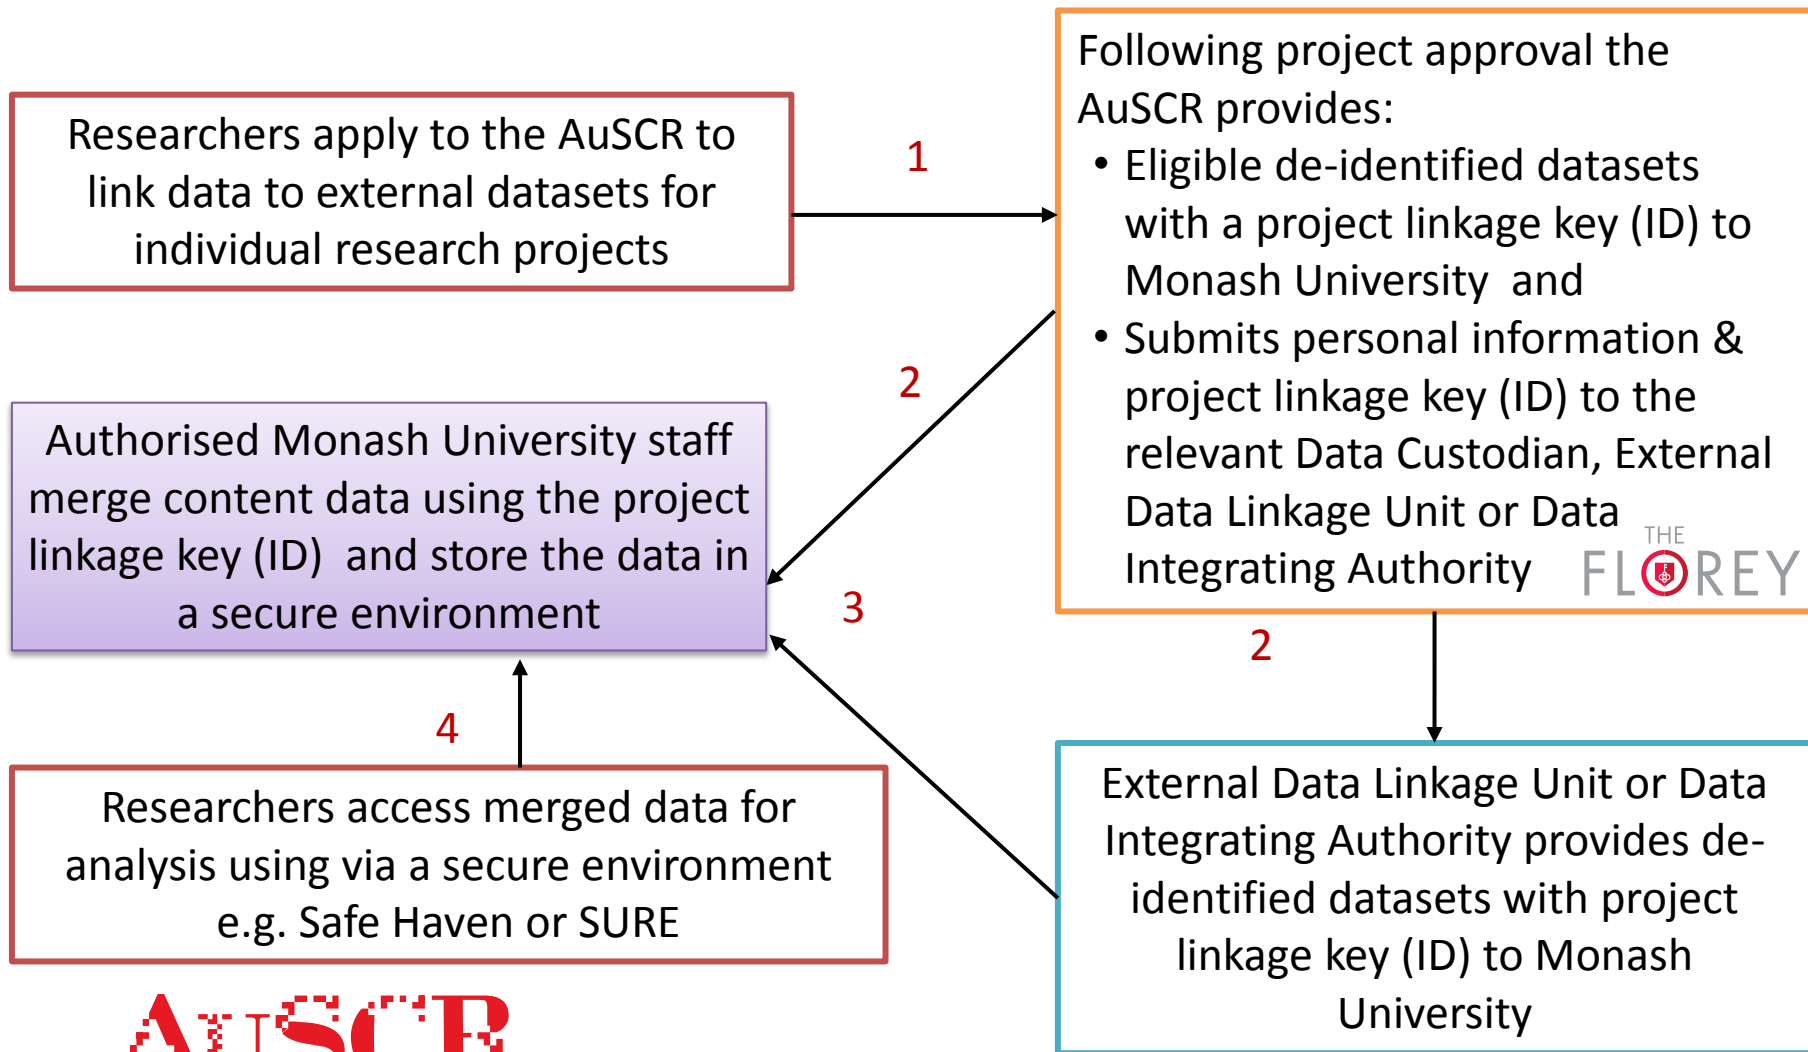 Researchers apply to the AuSCR to
link data to external datasets for
individual research projects
1
Following project approval the
AuSCR provides:
• Eligible de-identified datasets
with a project linkage key (ID) to
Monash University and
• Submits personal information &
project linkage key (ID) to the
relevant Data Custodian, External
Data Linkage Unit or Data
Integrating Authority
THE
FLOREY
2
Authorised Monash University staff
merge content data using the project
linkage key (ID) and store the data in
a secure environment
3
2
4
Researchers access merged data for
analysis using via a secure environment
e.g. Safe Haven or SURE
External Data Linkage Unit or Data
Integrating Authority provides de-
identified datasets with project
linkage key (ID) to Monash
University
AuSCR